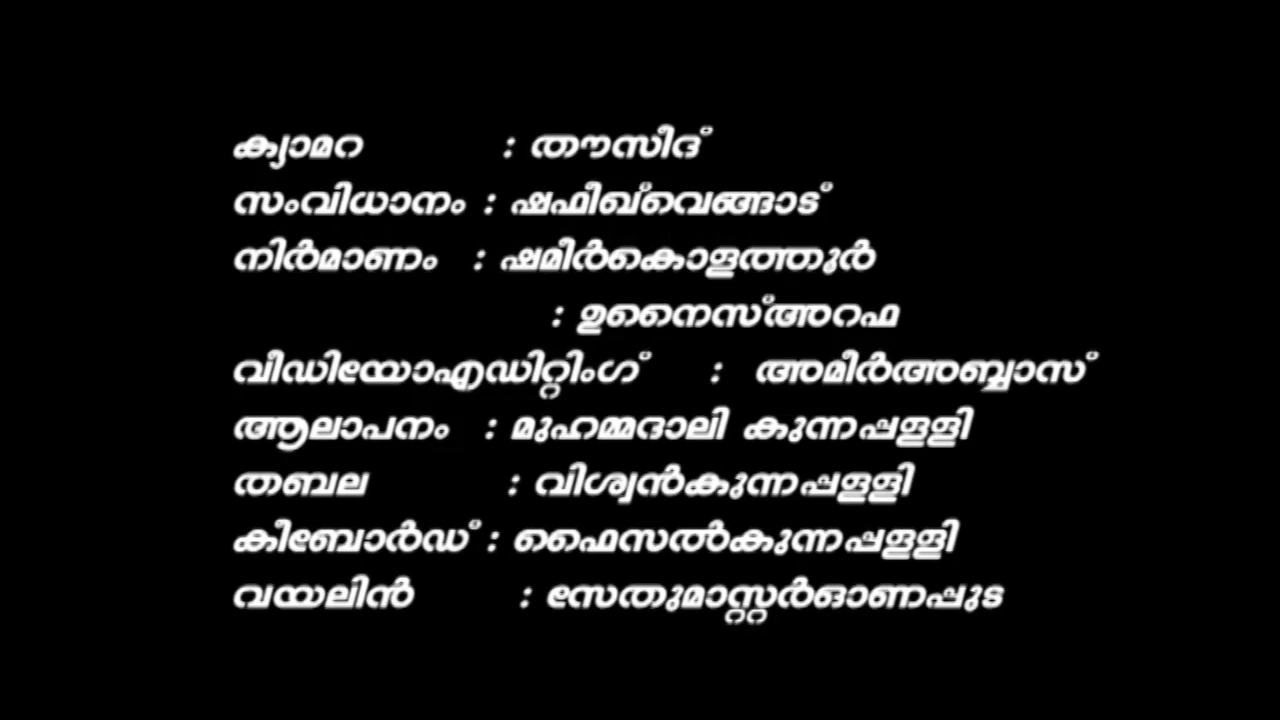 ക്യാമറ : തൗസീദ്
സംവിധാനം : ഷഫീഖ്വെങ്ങാട്
നിർമാണം : ഷമീർകൊളത്തൂർ
: ഉനൈസ്അറഫ
വീഡിയോഎഡിറ്റിംഗ് : അമീർഅബ്ബാസ്
ആലാപനം : മുഹമ്മദാലി കുന്നപ്പള്ളി
തബല : വിശ്വൻകുന്നപ്പള്ളി
കീബോർഡ് : ഫൈസൽകുന്നപ്പള്ളി
വയലിൻ : സേതുമാസ്റ്റർഓണപ്പുട